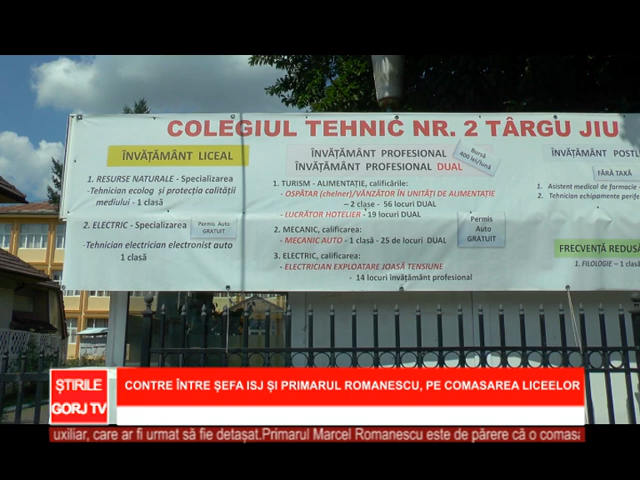 COLEGIUL TEHNIC NR. 2 TÂRGU JIU
ÎNVĂȚĂMÂNT LICEAL
1. RESURSE NATURALE - Specializarea
-Tehnician ecolog și protecția calității
mediului - 1 clasă
2. ELECTRIC - Specializarea
Permis Auto
GRATUIT
-Tehnician electrician electronist auto
1 clasă
ÎNVĂȚĂMÂNT PROFESIONAL
ÎNVĂȚĂMÂNT PROFESIONAL DUAL
Bursă
400 lei/lună
1. TURISM - ALIMENTAȚIE, calificările:
- OSPĂTAR (chelner)/VÂNZĂTOR ÎN UNITĂȚI DE ALIMENTAȚIE
– 2 clase - 56 locuri DUAL
- LUCRĂTOR HOTELIER - 19 locuri DUAL
2. MECANIC, calificarea:
- MECANIC AUTO - 1 clasă - 25 de locuri DUAL
3. ELECTRIC, calificarea:
- ELECTRICIAN EXPLOATARE JOASĂ TENSIUNE
- 14 locuri învățământ profesional
Permis
Auto
GRATUIT
ÎNVĂȚĂMÂNT POSTL
FĂRĂ TAXĂ
1. Asistent medical de farmacie -
2. Tehnician echipamente perife
FRECVENȚĂ REDUSĂ
1. FILOLOGIE – 1 clasă
ȘTIRILE
GORJ TV
CONTRE ÎNTRE ȘEFA ISJ ȘI PRIMARUL ROMANESCU, PE COMASAREA LICEELOR
uxiliar, care ar fi urmat să fie detașat.Primarul Marcel Romanescu este de părere că o comasa